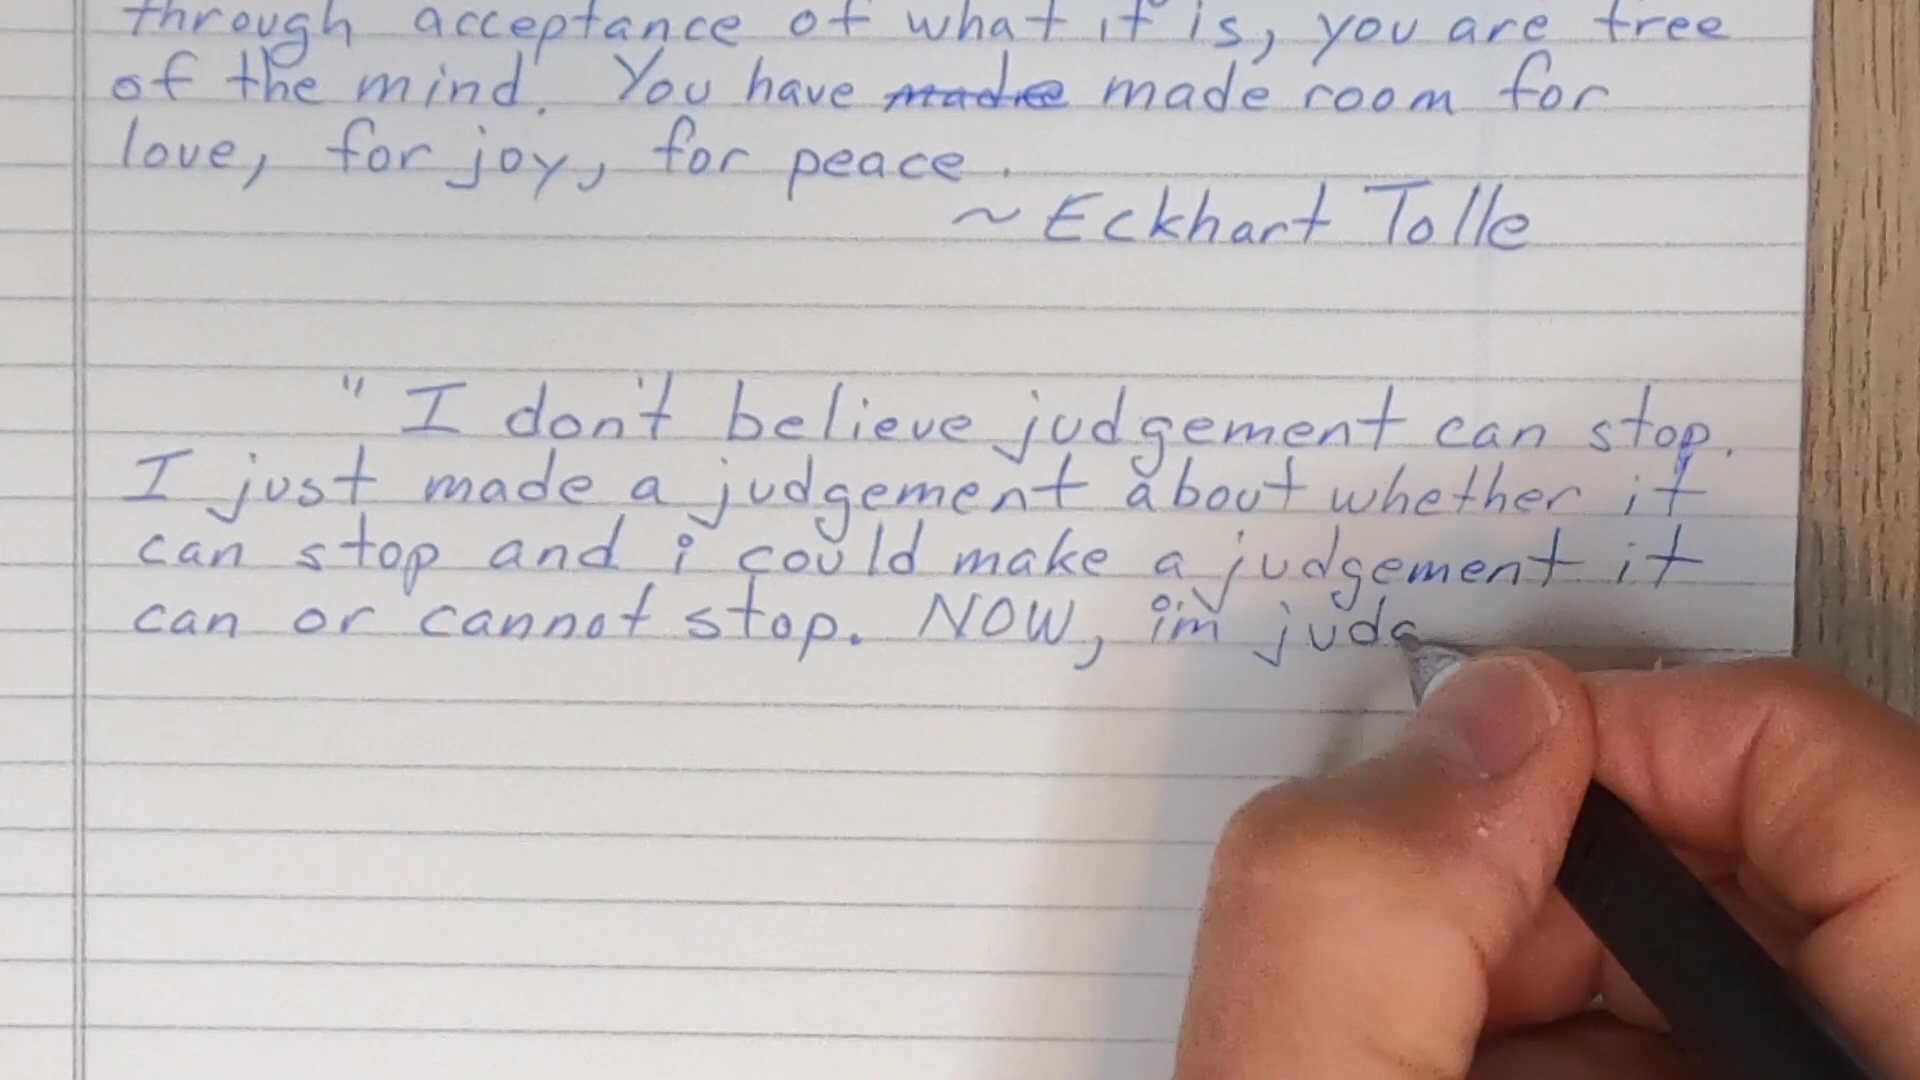 through acceptance of what it is, you are free
of the mind. You have made made room for
love, for joy, for peace.
~ Eckhart Tolle
" I don't believe judgement can stop.
I just made a judgement about whether it
can stop and i could make a judgement it
can or cannot stop. NOW, im judg